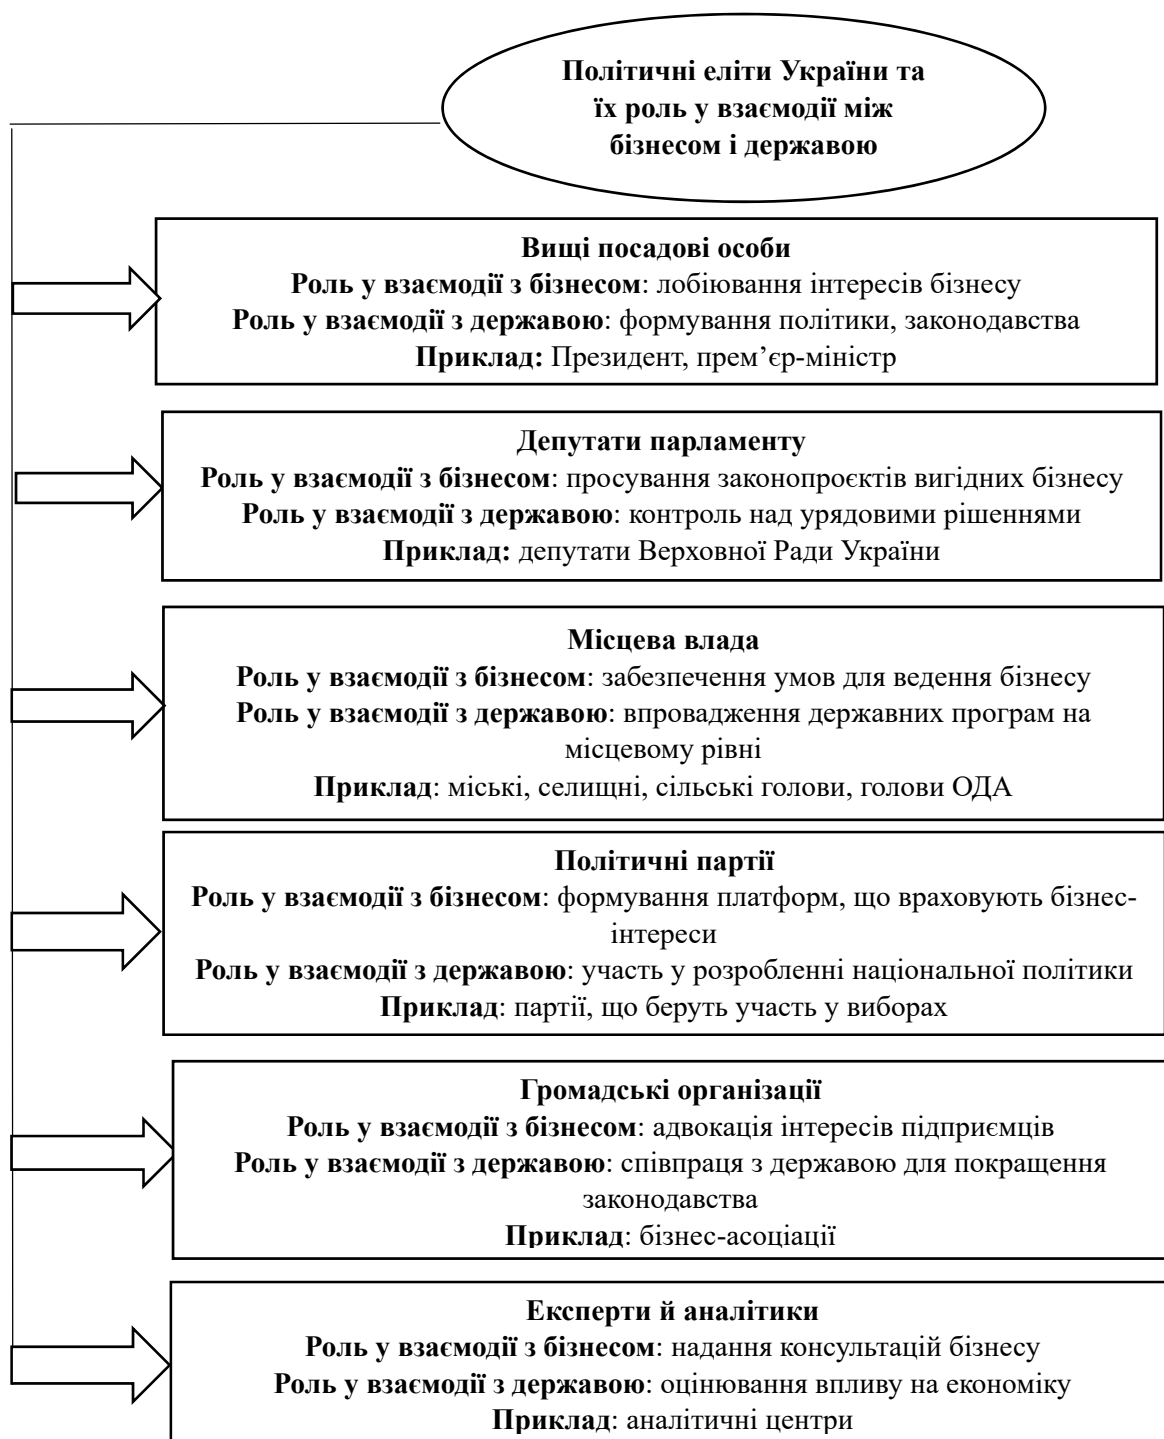 Політичні еліти України та
їх роль у взаємодії між
бізнесом і державою
Вищі посадові особи
Роль у взаємодії з бізнесом: лобіювання інтересів бізнесу
Роль у взаємодії з державою: формування політики, законодавства
Приклад: Президент, прем’єр-міністр
Депутати парламенту
Роль у взаємодії з бізнесом: просування законопроєктів вигідних бізнесу
Роль у взаємодії з державою: контроль над урядовими рішеннями
Приклад: депутати Верховної Ради України
Місцева влада
Роль у взаємодії з бізнесом: забезпечення умов для ведення бізнесу
Роль у взаємодії з державою: впровадження державних програм на
місцевому рівні
Приклад: міські, селищні, сільські голови, голови ОДА
Політичні партії
Роль у взаємодії з бізнесом: формування платформ, що враховують бізнес-
інтереси
Роль у взаємодії з державою: участь у розробленні національної політики
Приклад: партії, що беруть участь у виборах
Громадські організації
Роль у взаємодії з бізнесом: адвокація інтересів підприємців
Роль у взаємодії з державою: співпраця з державою для покращення
законодавства
Приклад: бізнес-асоціації
Експерти й аналітики
Роль у взаємодії з бізнесом: надання консультацій бізнесу
Роль у взаємодії з державою: оцінювання впливу на економіку
Приклад: аналітичні центри